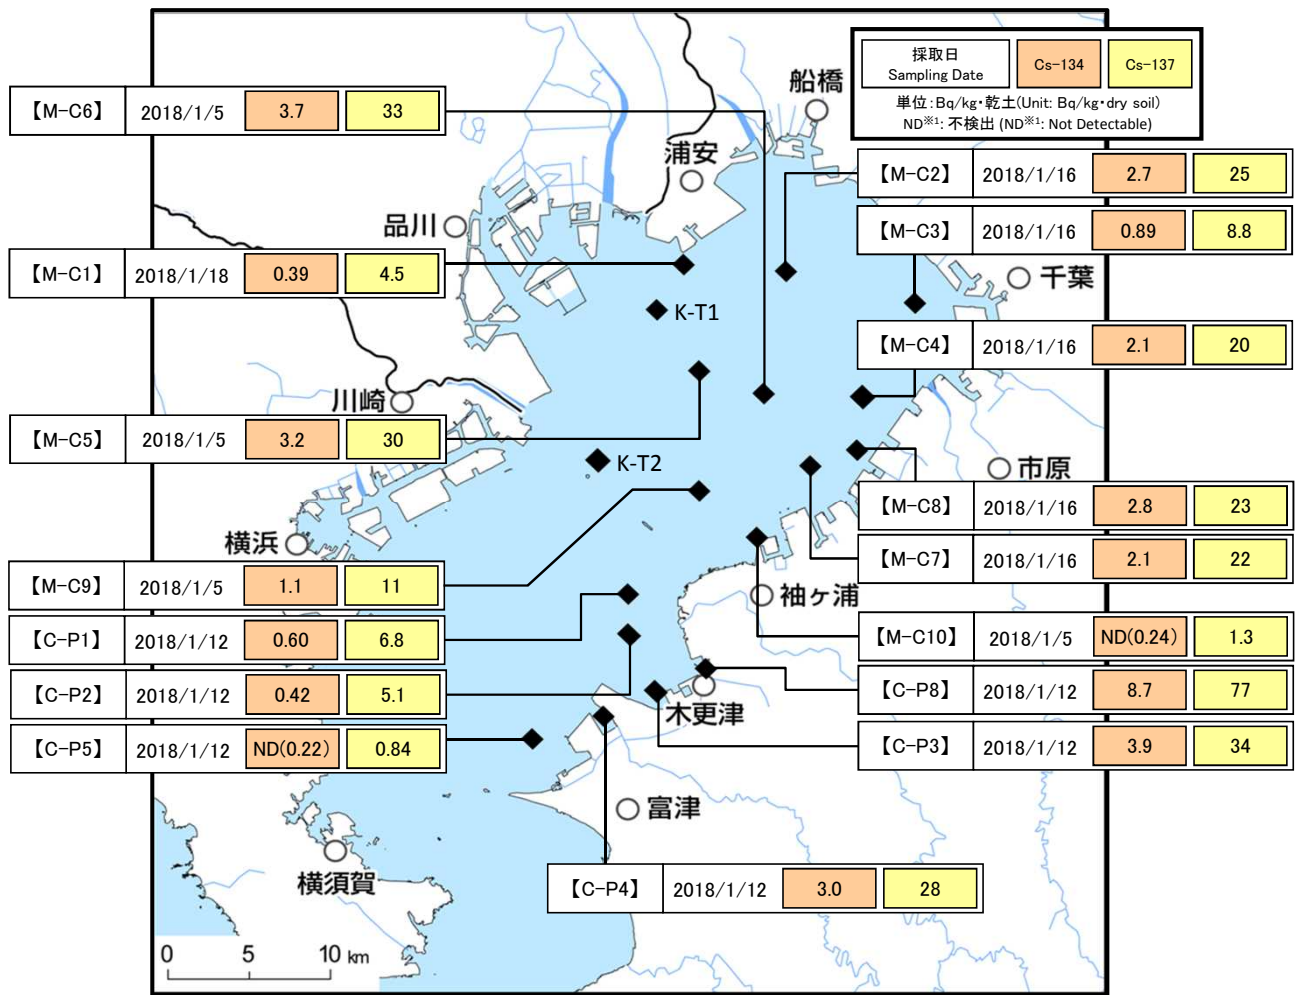 採取日
Sampling Date
Cs-134
Cs-137
単位:Bq/kg・乾土(Unit: Bq/kg・dry soil)
ND※1: 不検出 (ND※1: Not Detectable)
船橋
浦安
品川
千葉
川崎
市原
横浜
袖ヶ浦
木更津
富津
横須賀
K-T1
K-T2
【M-C6】 2018/1/5 3.7 33
【M-C1】 2018/1/18 0.39 4.5
【M-C5】 2018/1/5 3.2 30
【M-C9】 2018/1/5 1.1 11
【C-P1】 2018/1/12 0.60 6.8
【C-P2】 2018/1/12 0.42 5.1
【C-P5】 2018/1/12 ND(0.22) 0.84
【M-C2】 2018/1/16 2.7 25
【M-C3】 2018/1/16 0.89 8.8
【M-C4】 2018/1/16 2.1 20
【M-C8】 2018/1/16 2.8 23
【M-C7】 2018/1/16 2.1 22
【M-C10】 2018/1/5 ND(0.24) 1.3
【C-P8】 2018/1/12 8.7 77
【C-P3】 2018/1/12 3.9 34
【C-P4】 2018/1/12 3.0 28
0 5 10 km